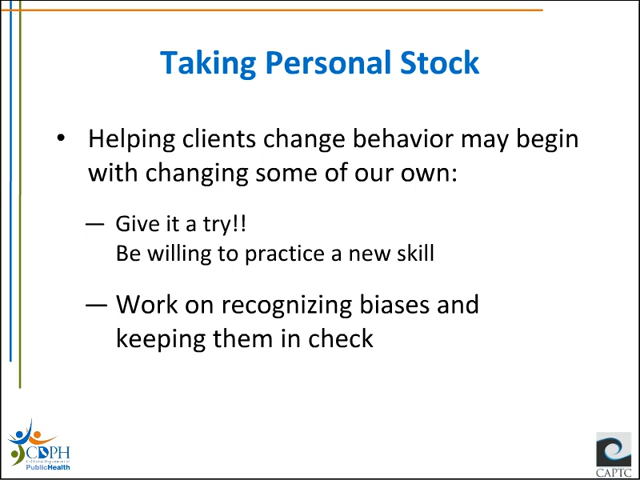 Taking Personal Stock
• Helping clients change behavior may begin
with changing some of our own:
— Give it a try!!
Be willing to practice a new skill
— Work on recognizing biases and
keeping them in check
CDPH
PublicHealth
CAPTC